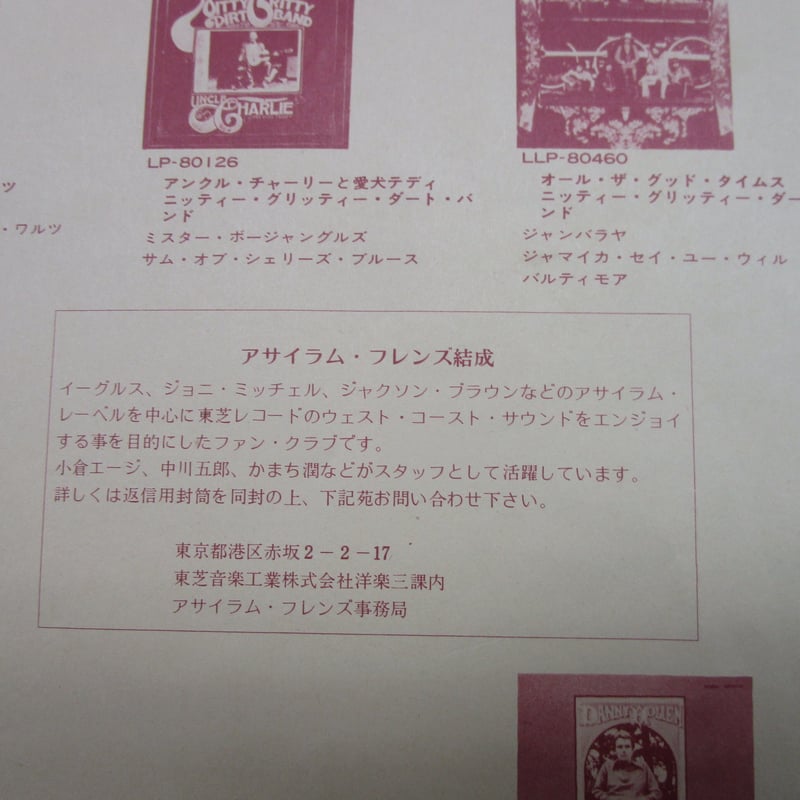 NITTY GRITTY
DIRT BAND
UNCLE
CHARLIE
LP-80126
アンクル・チャーリーと愛犬テディ
ニッティー・グリッティー・ダート・バ
ンド
ミスター・ボージャングルズ
サム・オブ・シェリーズ・ブルース
LLP-80460
オール・ザ・グッド・タイムス
ニッティー・グリッティー・ダー
ンド
ジャンバラヤ
ジャマイカ・セイ・ユー・ウィル
バルティモア
ツ
・ワルツ
アサイラム・フレンズ結成
イーグルス、ジョニ・ミッチェル、ジャクソン・ブラウンなどのアサイラム・
レーベルを中心に東芝レコードのウェスト・コースト・サウンドをエンジョイ
する事を目的にしたファン・クラブです。
小倉エージ、中川五郎、かまち潤などがスタッフとして活躍しています。
詳しくは返信用封筒を同封の上、下記苑お問い合わせ下さい。
東京都港区赤坂2－2－17
東芝音楽工業株式会社洋楽三課内
アサイラム・フレンズ事務局
DANNY O'KEEFE